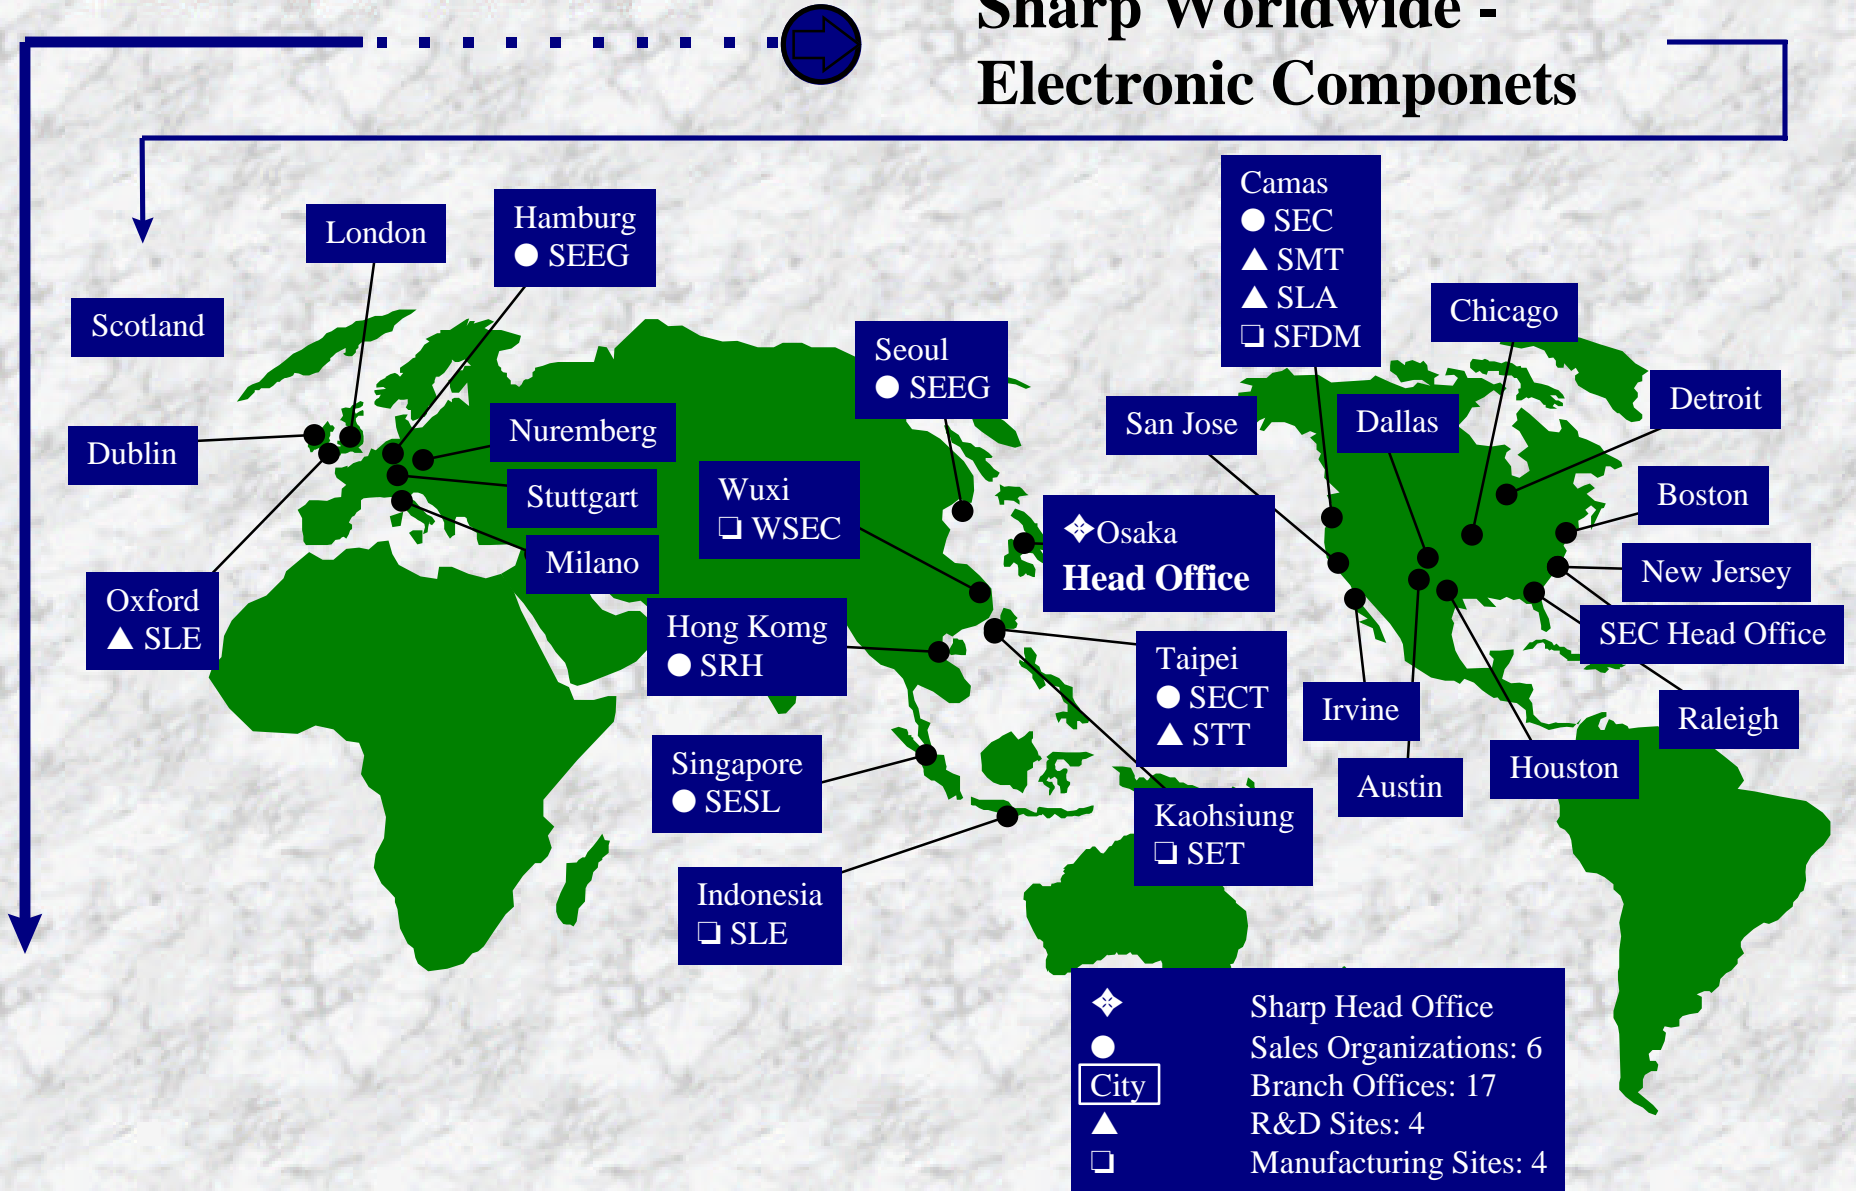 Sharp Worldwide -
Electronic Componets
Camas
● SEC
▲ SMT
▲ SLA
❏ SFDM
Hamburg
● SEEG
London
Scotland
Chicago
Seoul
● SEEG
Detroit
San Jose
Dallas
Dublin
Nuremberg
Stuttgart
Wuxi
❏ WSEC
Boston
❖Osaka
Head Office
Milano
New Jersey
Oxford
▲ SLE
Hong Komg
● SRH
SEC Head Office
Taipei
● SECT
▲ STT
Irvine
Raleigh
Singapore
● SESL
Austin
Houston
Kaohsiung
❏ SET
Indonesia
❏ SLE
❖ Sharp Head Office
● Sales Organizations: 6
City Branch Offices: 17
▲ R&D Sites: 4
❏ Manufacturing Sites: 4